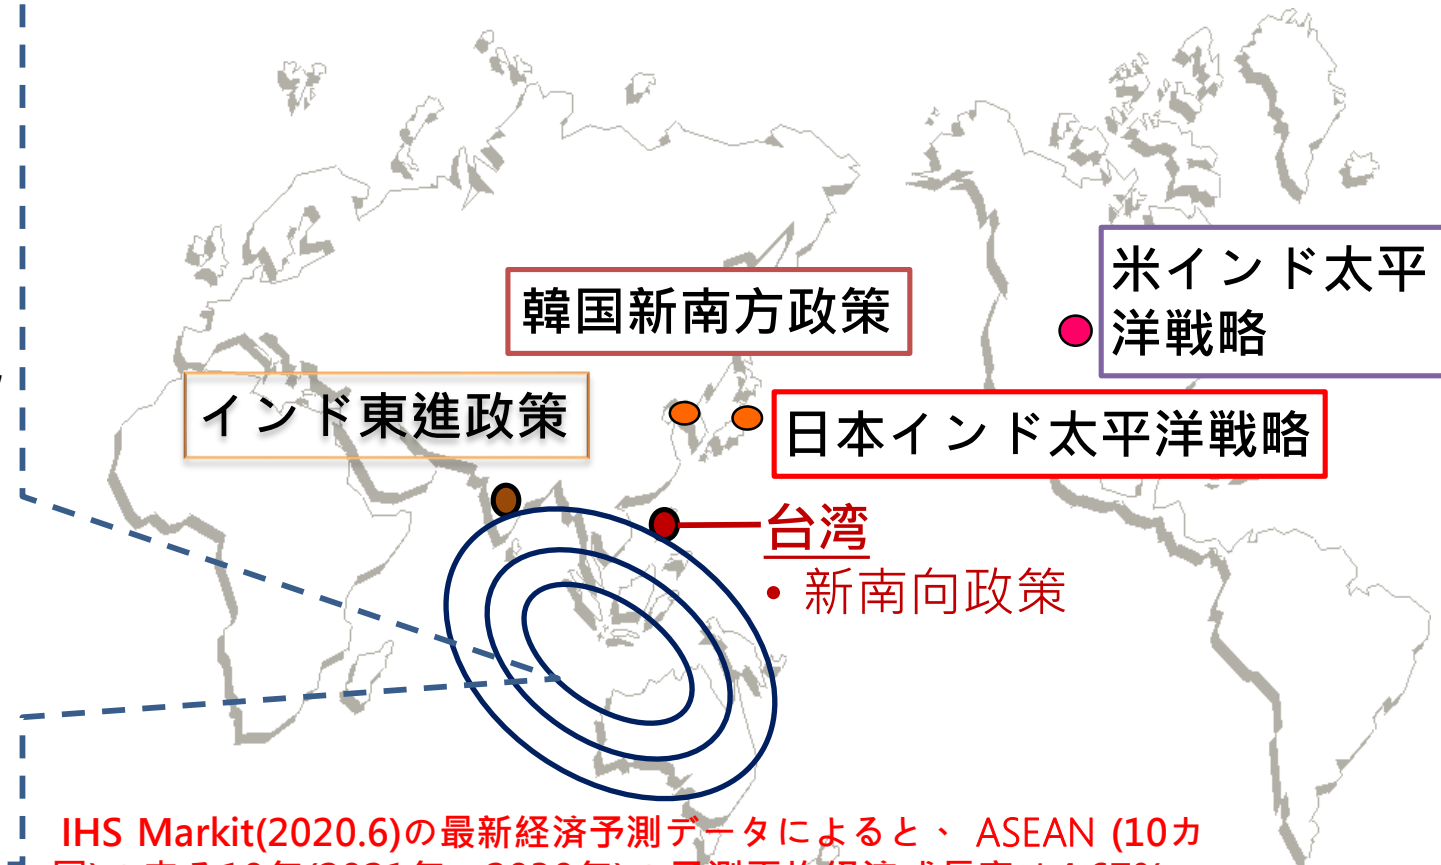 米インド太平
洋戦略
韓国新南方政策
インド東進政策
日本インド太平洋戦略
台湾
• 新南向政策
IHS Markit(2020.6)の最新経済予測データによると、 ASEAN (10カ